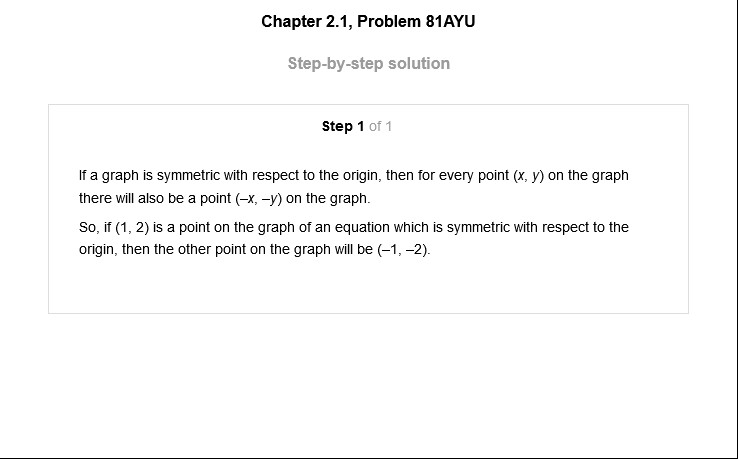 Chapter 2.1, Problem 81AYU
Step-by-step solution
Step 1 of 1
If a graph is symmetric with respect to the origin, then for every point (x, y) on the graph
there will also be a point (–x, –y) on the graph.
So, if (1, 2) is a point on the graph of an equation which is symmetric with respect to the
origin, then the other point on the graph will be (–1, –2).